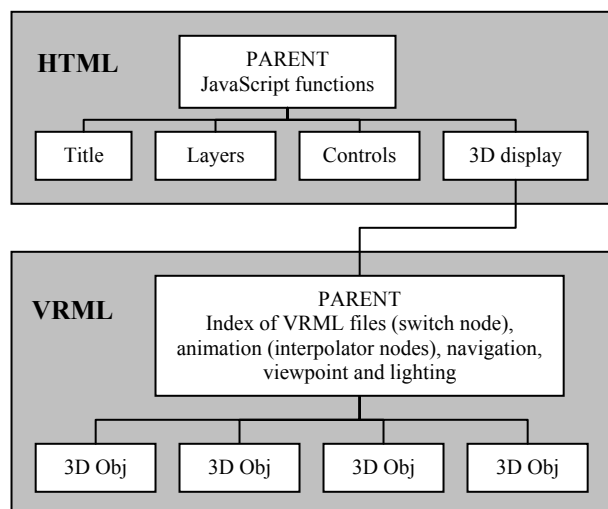 HTML
PARENT
JavaScript functions
Title
Layers
Controls
3D display
VRML
PARENT
Index of VRML files (switch node),
animation (interpolator nodes), navigation,
viewpoint and lighting
3D Obj
3D Obj
3D Obj
3D Obj